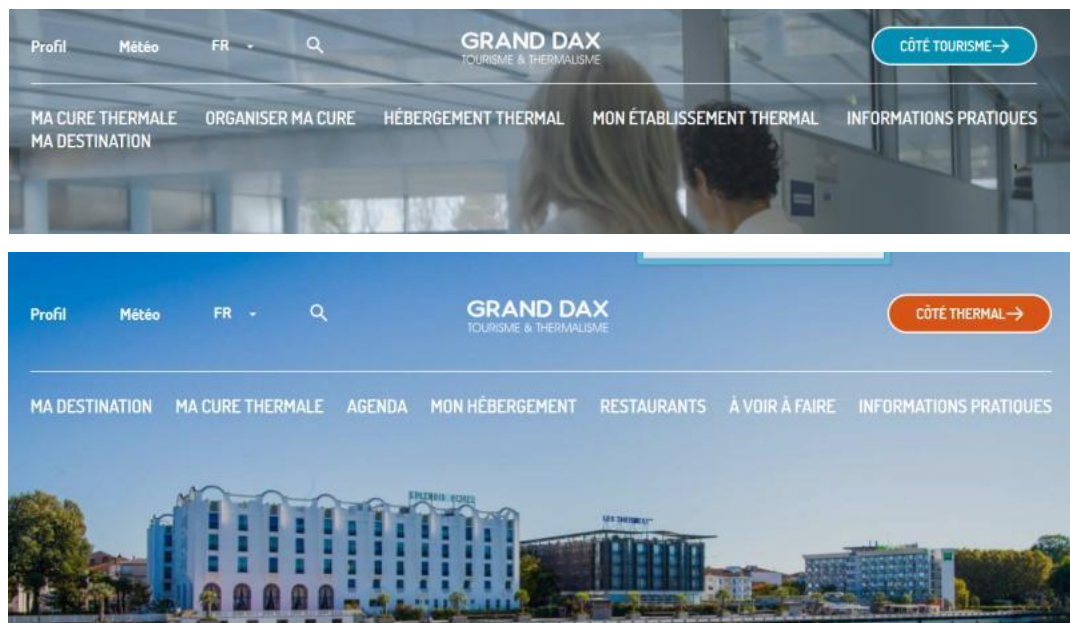 Profil Météo FR GRAND DAX CÔTÉ TOURISME
TOURISME & THERMALISME
MA CURE THERMALE ORGANISER MA CURE HÉBERGEMENT THERMAL MON ÉTABLISSEMENT THERMAL INFORMATIONS PRATIQUES
MA DESTINATION
Profil Météo FR GRAND DAX CÔTÉ THERMAL
TOURISME & THERMALISME
MA DESTINATION MA CURE THERMALE AGENDA MON HÉBERGEMENT RESTAURANTS À VOIR À FAIRE INFORMATIONS PRATIQUES
SPLENDID HOTEL